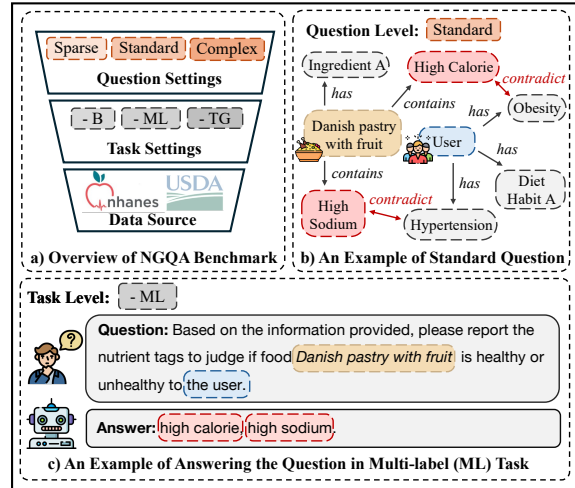 Sparse Standard Complex
Question Settings
- B - ML - TG
Task Settings
nhanes USDA
Data Source
a) Overview of NGQA Benchmark
Question Level: Standard
Ingredient A
High Calorie
has
contradict
contains
Obesity
Danish pastry
with fruit
User
has
contains
has
Diet
Habit A
High
Sodium
contradict
has
Hypertension
b) An Example of Standard Question
Task Level: - ML
?
Question: Based on the information provided, please report the
nutrient tags to judge if food Danish pastry with fruit is healthy or
unhealthy to the user.
Answer: high calorie, high sodium.
c) An Example of Answering the Question in Multi-label (ML) Task